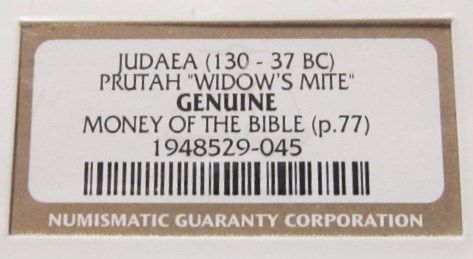 JUDAEA (130 - 37 BC)
PRUTAH "WIDOW'S MITE"
GENUINE
MONEY OF THE BIBLE (p.77)
1948529-045
NUMISMATIC GUARANTY CORPORATION